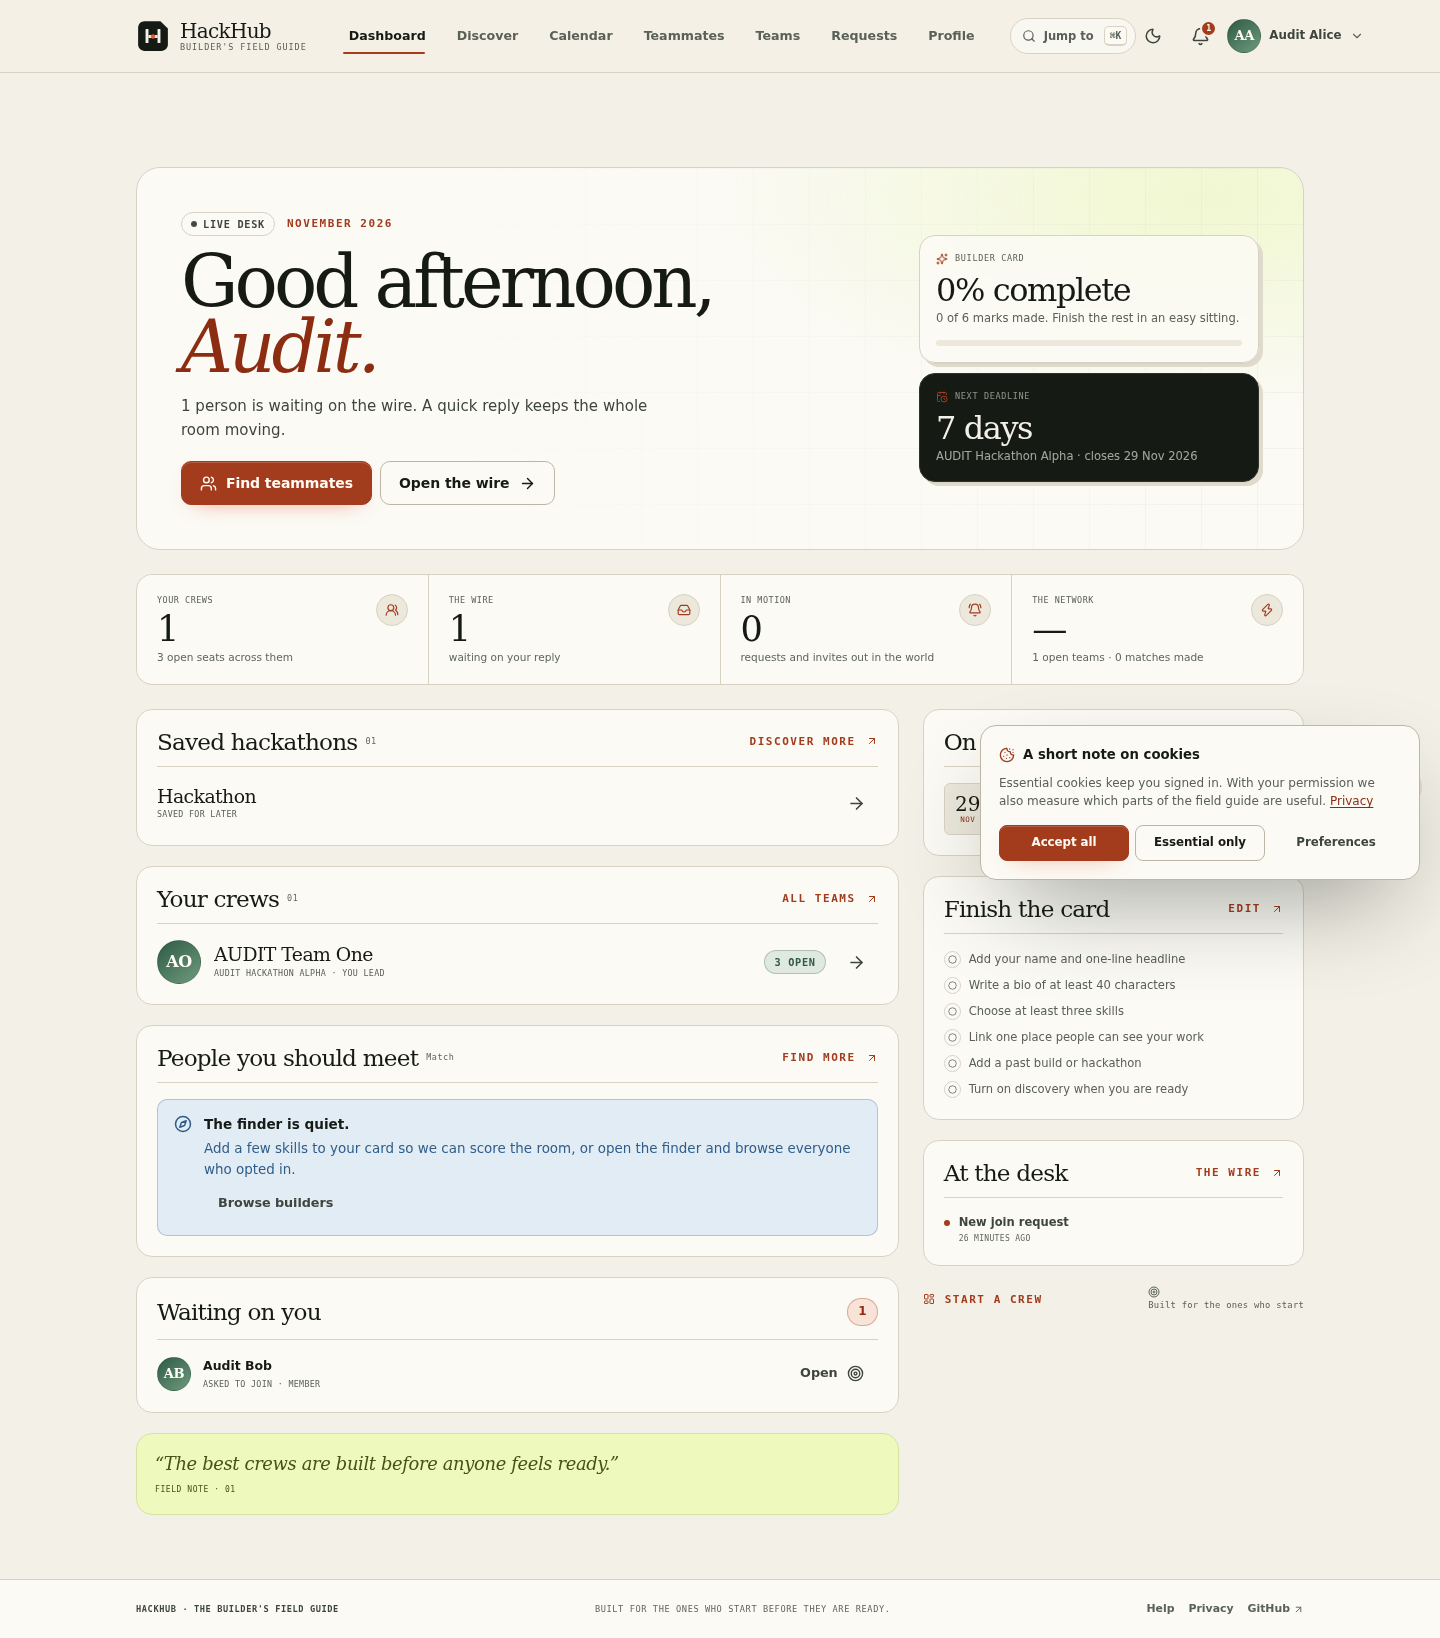 HackHub
BUILDER'S FIELD GUIDE
Dashboard
Discover
Calendar
Teammates
Teams
Requests
Profile
Jump to
⌘K
1
AA
Audit Alice
LIVE DESK
NOVEMBER 2026
Good afternoon,
Audit.
1 person is waiting on the wire. A quick reply keeps the whole
room moving.
Find teammates
Open the wire
BUILDER CARD
0% complete
0 of 6 marks made. Finish the rest in an easy sitting.
NEXT DEADLINE
7 days
AUDIT Hackathon Alpha · closes 29 Nov 2026
YOUR CREWS
1
3 open seats across them
THE WIRE
1
waiting on your reply
IN MOTION
0
requests and invites out in the world
THE NETWORK
—
1 open teams · 0 matches made
Saved hackathons 01
DISCOVER MORE
Hackathon
SAVED FOR LATER
Your crews 01
ALL TEAMS
AO
AUDIT Team One
AUDIT HACKATHON ALPHA · YOU LEAD
3 OPEN
People you should meet Match
FIND MORE
The finder is quiet.
Add a few skills to your card so we can score the room, or open the finder and browse everyone
who opted in.
Browse builders
Waiting on you
1
AB
Audit Bob
ASKED TO JOIN · MEMBER
Open
“The best crews are built before anyone feels ready.”
FIELD NOTE · 01
On
29
NOV
A short note on cookies
Essential cookies keep you signed in. With your permission we
also measure which parts of the field guide are useful. Privacy
Accept all
Essential only
Preferences
Finish the card
EDIT
Add your name and one-line headline
Write a bio of at least 40 characters
Choose at least three skills
Link one place people can see your work
Add a past build or hackathon
Turn on discovery when you are ready
At the desk
THE WIRE
New join request
26 MINUTES AGO
START A CREW
Built for the ones who start
HACKHUB · THE BUILDER'S FIELD GUIDE
BUILT FOR THE ONES WHO START BEFORE THEY ARE READY.
Help
Privacy
GitHub